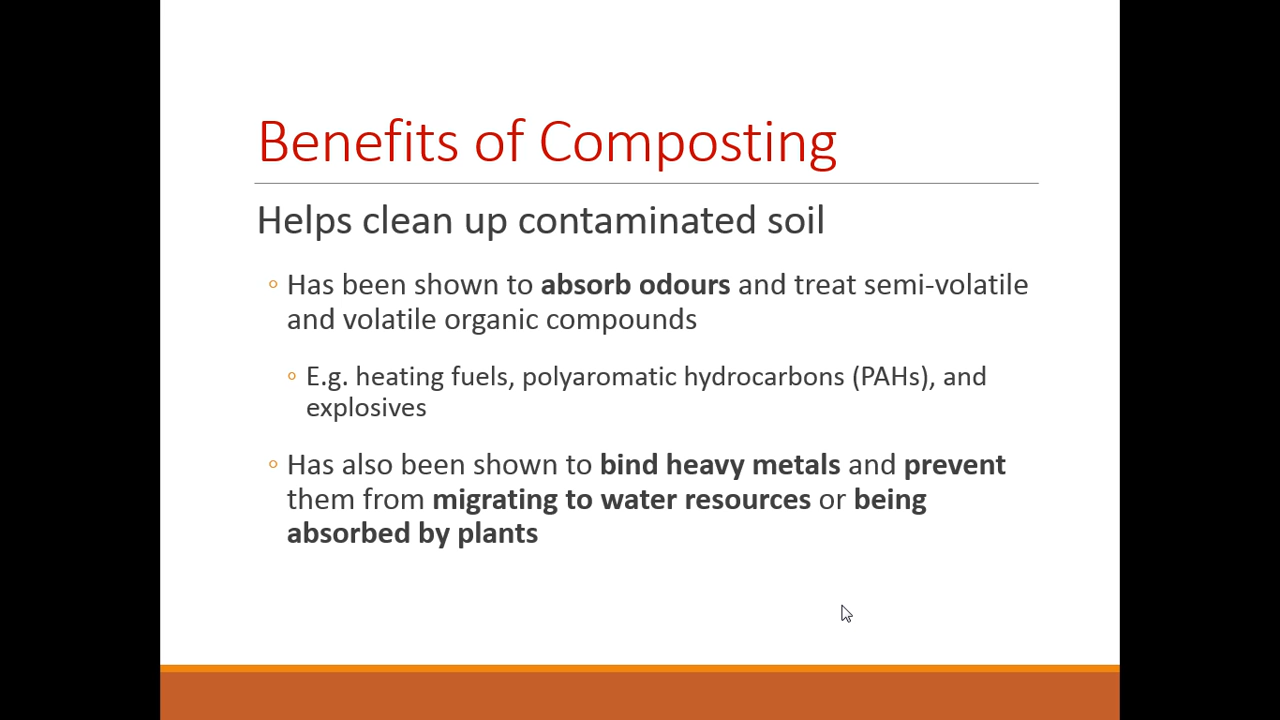 Benefits of Composting
Helps clean up contaminated soil
◦ Has been shown to absorb odours and treat semi-volatile
and volatile organic compounds
◦ E.g. heating fuels, polyaromatic hydrocarbons (PAHs), and
explosives
◦ Has also been shown to bind heavy metals and prevent
them from migrating to water resources or being
absorbed by plants